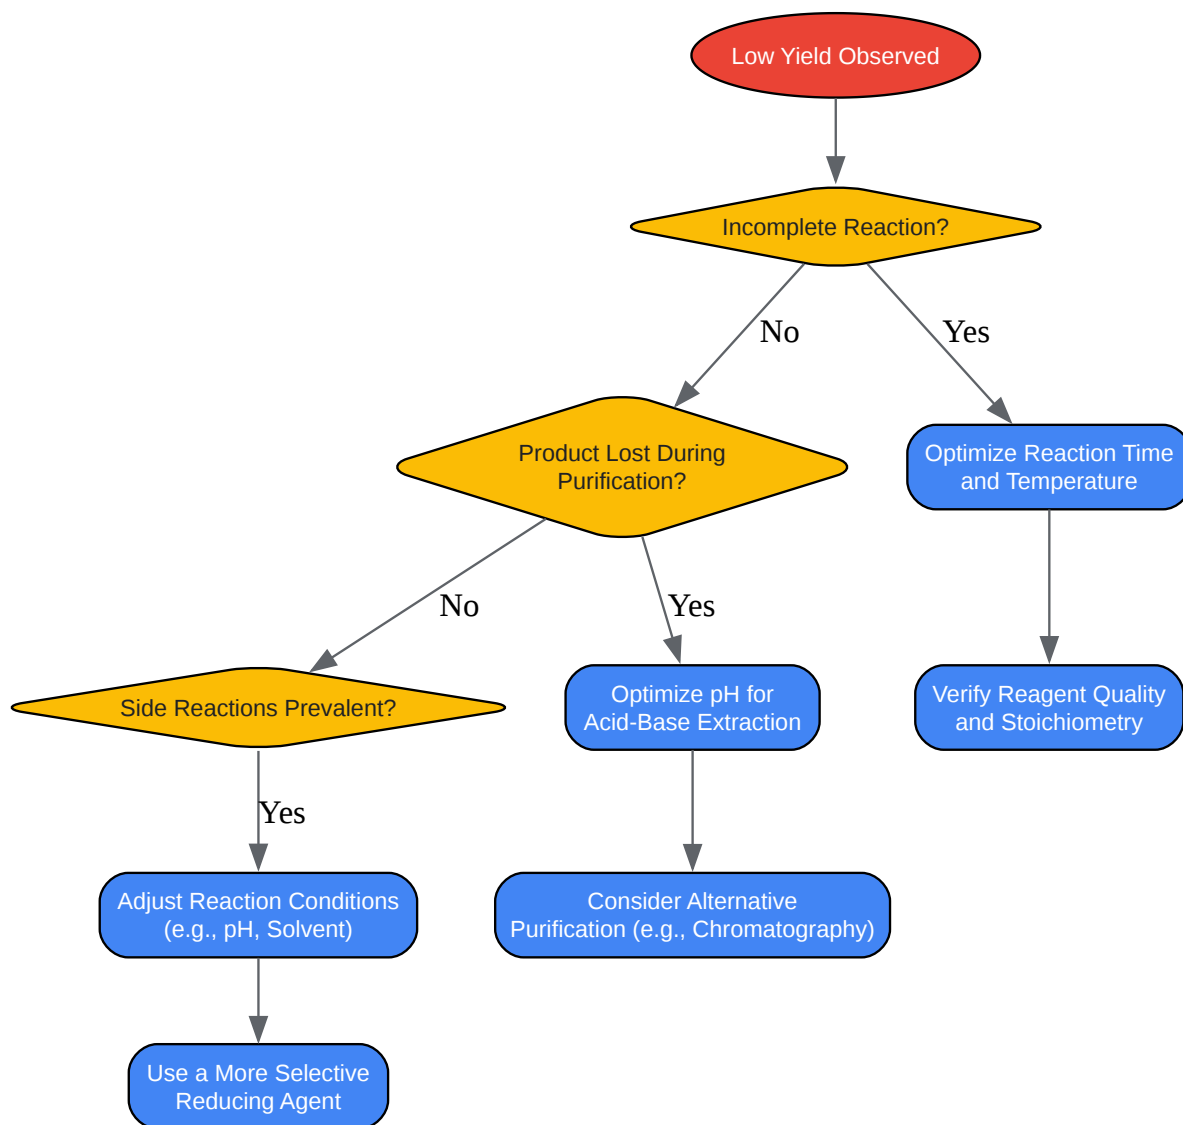 Low Yield Observed
Incomplete Reaction?
No
Yes
Product Lost During
Purification?
Optimize Reaction Time
and Temperature
No
Yes
Side Reactions Prevalent?
Optimize pH for
Acid-Base Extraction
Verify Reagent Quality
and Stoichiometry
Yes
Adjust Reaction Conditions
(e.g., pH, Solvent)
Consider Alternative
Purification (e.g., Chromatography)
Use a More Selective
Reducing Agent